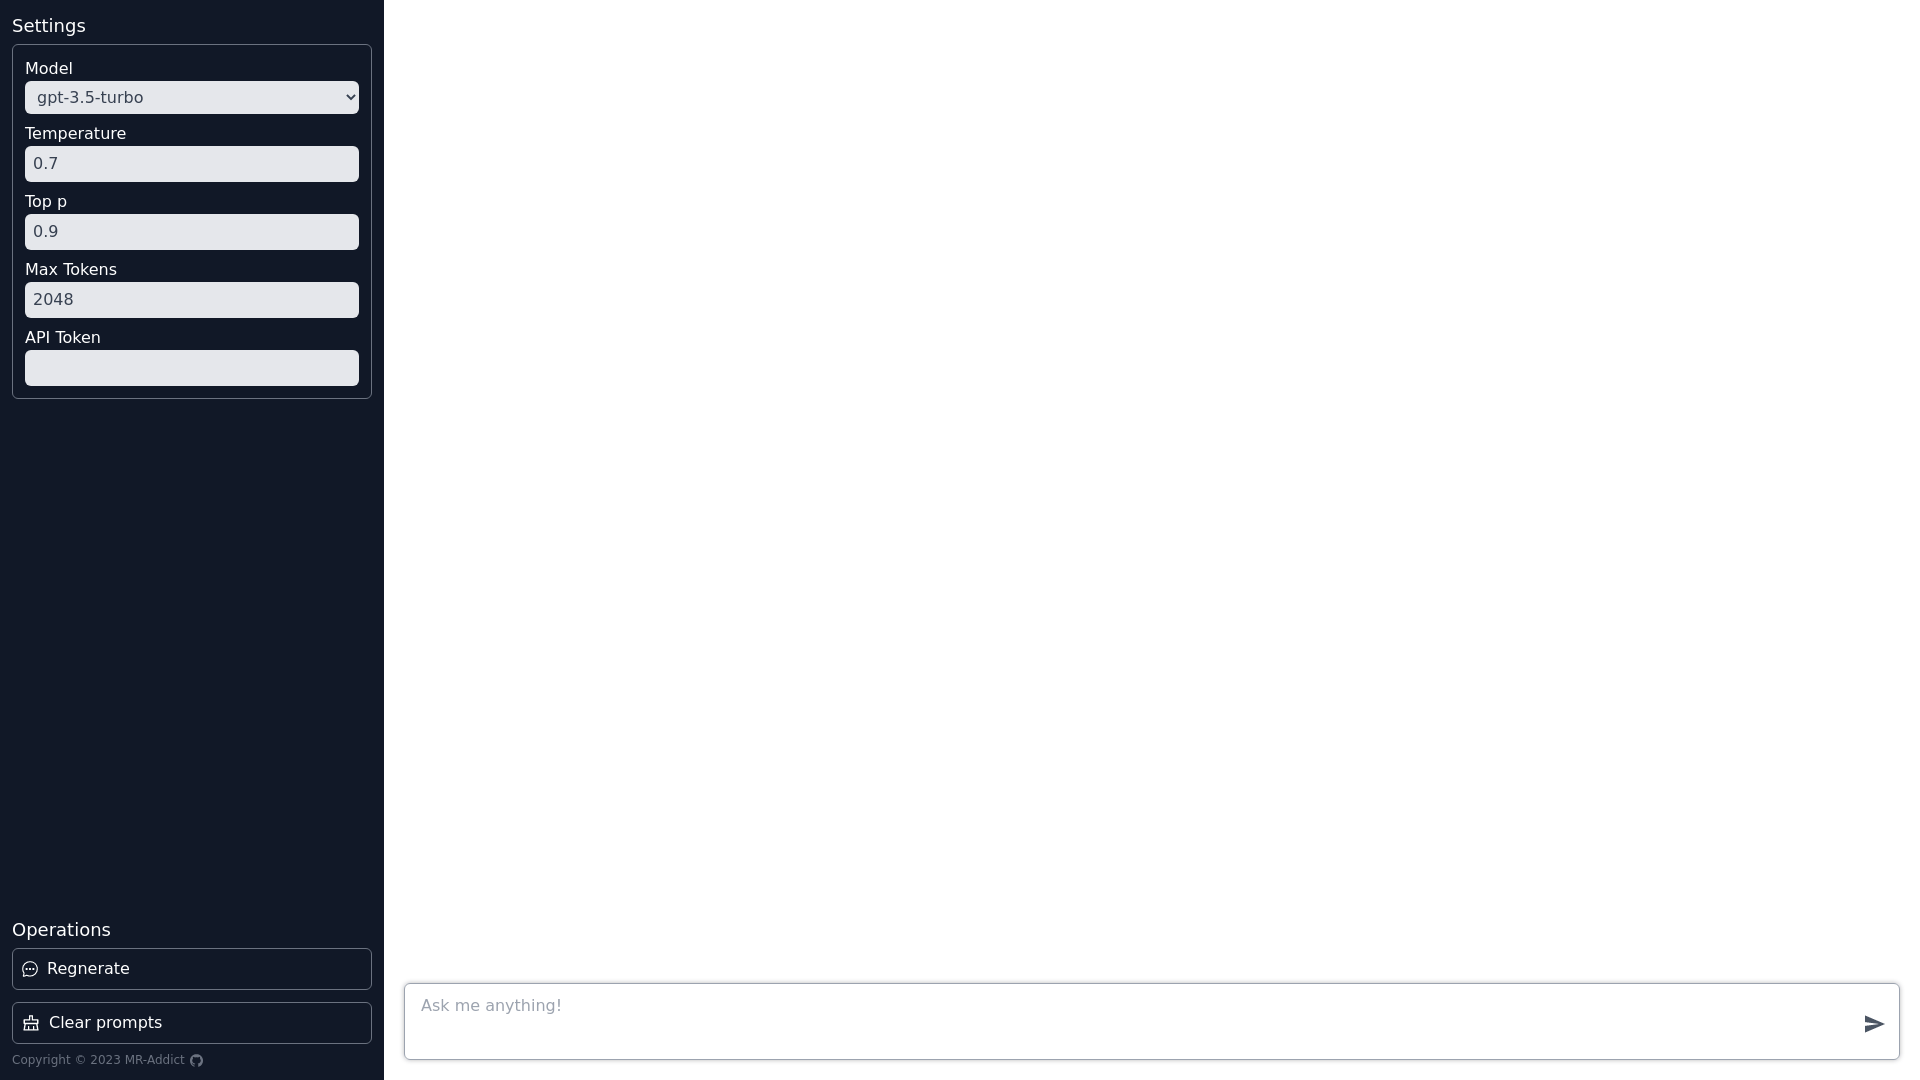 Settings
Model
gpt-3.5-turbo
Temperature
0.7
Top p
0.9
Max Tokens
2048
API Token
Operations
Regnerate
Clear prompts
Copyright © 2023 MR-Addict
Ask me anything!